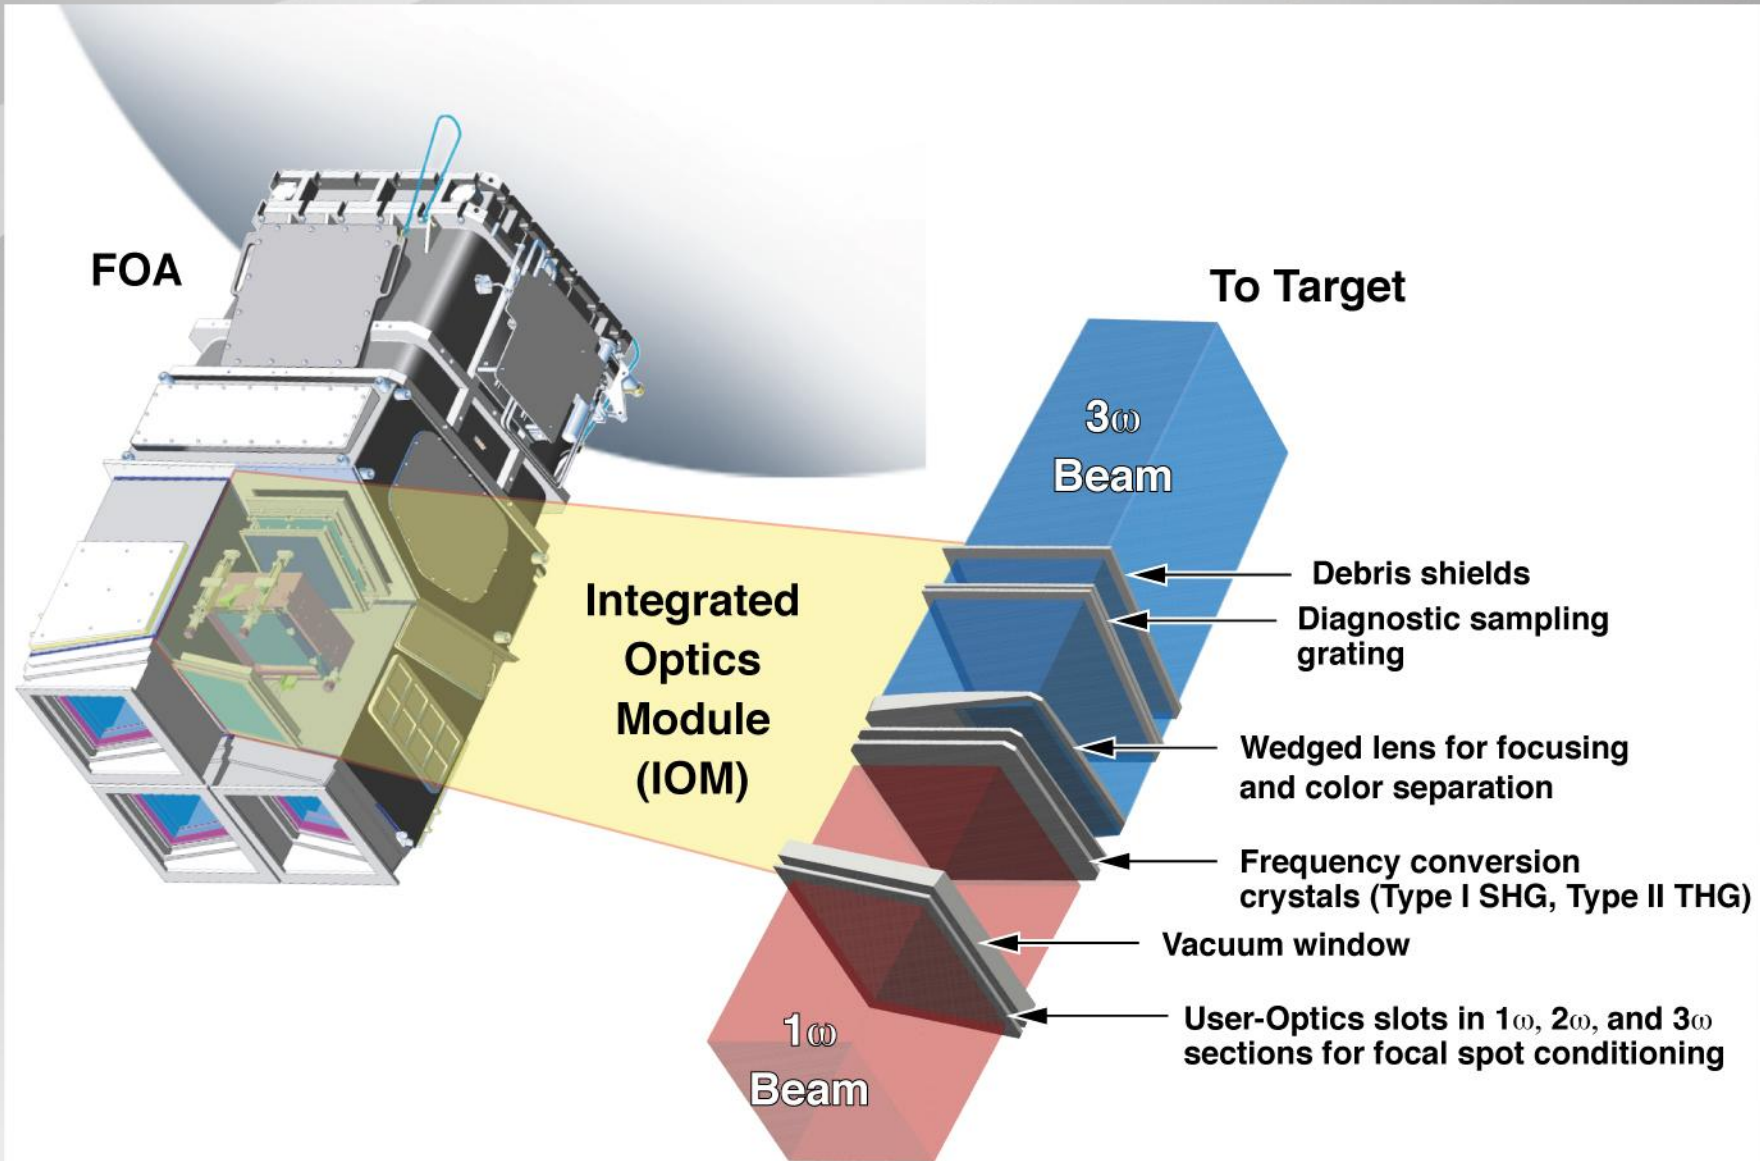 FOA
To Target
3ω
Beam
Integrated
Optics
Module
(IOM)
Debris shields
Diagnostic sampling
grating
Wedged lens for focusing
and color separation
Frequency conversion
crystals (Type I SHG, Type II THG)
Vacuum window
User-Optics slots in 1ω, 2ω, and 3ω
sections for focal spot conditioning
1ω
Beam